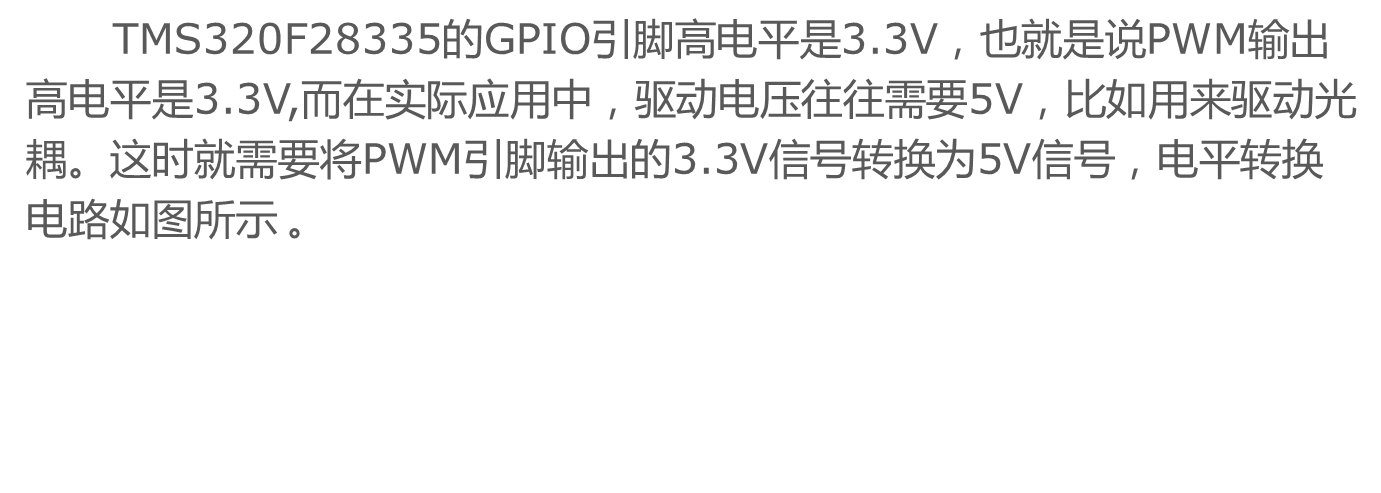 TMS320F28335的GPIO引脚高电平是3.3V，也就是说PWM输出
高电平是3.3V,而在实际应用中，驱动电压往往需要5V，比如用来驱动光
耦。这时就需要将PWM引脚输出的3.3V信号转换为5V信号，电平转换
电路如图所示 。